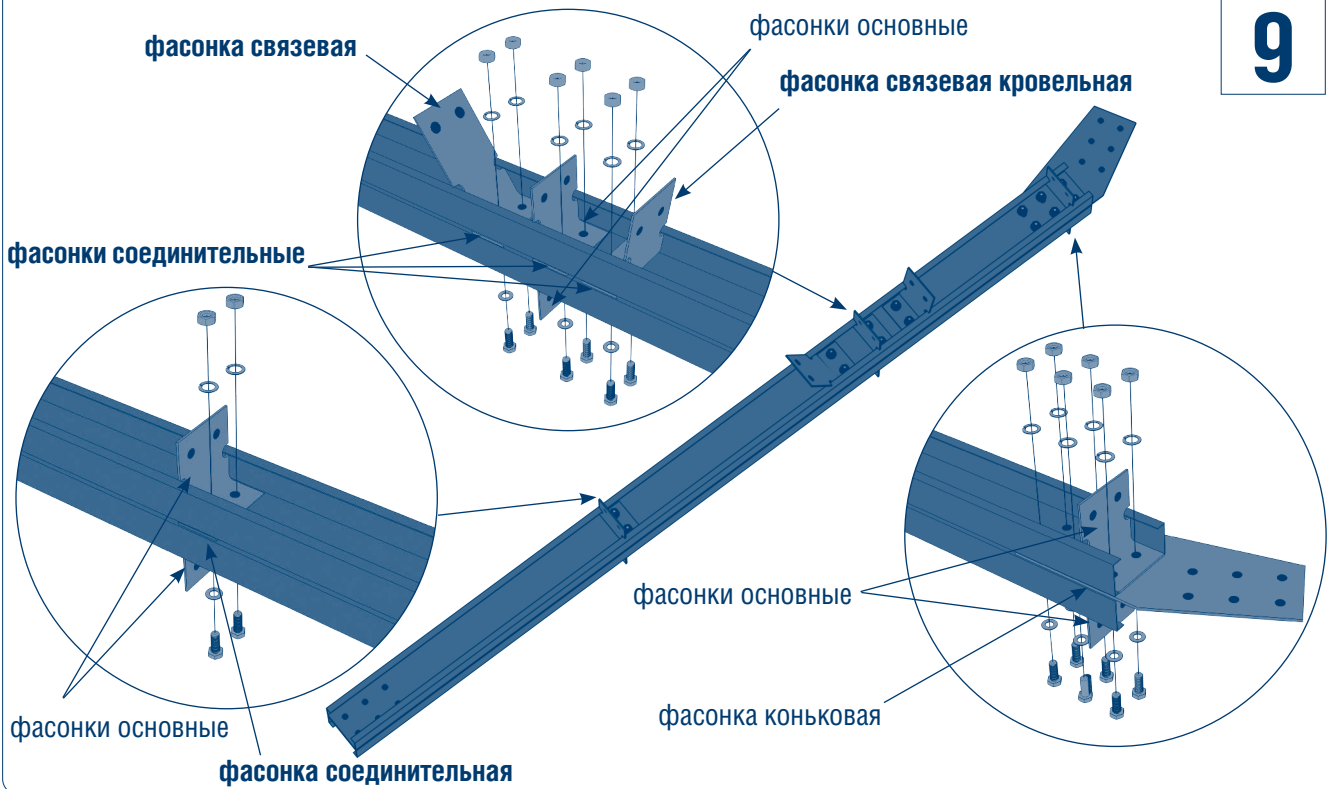 9
фасонка связевая
фасонки основные
фасонка связевая кровельная
фасонки соединительные
фасонки основные
фасонки основные
фасонка коньковая
фасонка соединительная